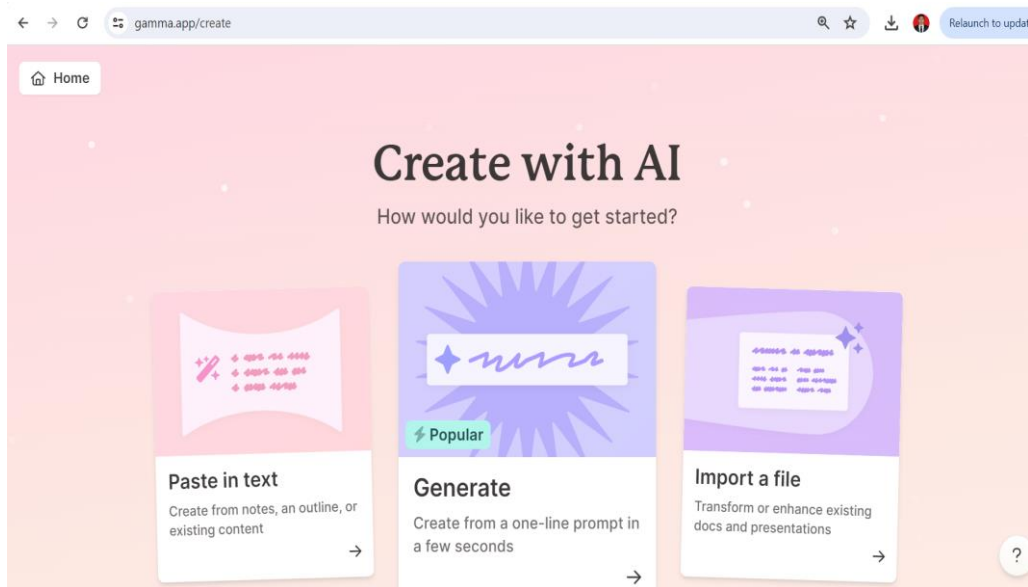 gamma.app/create
Relaunch to updat
Home
Create with AI
How would you like to get started?
Popular
Paste in text
Create from notes, an outline, or
existing content
Generate
Create from a one-line prompt in
a few seconds
Import a file
Transform or enhance existing
docs and presentations
?